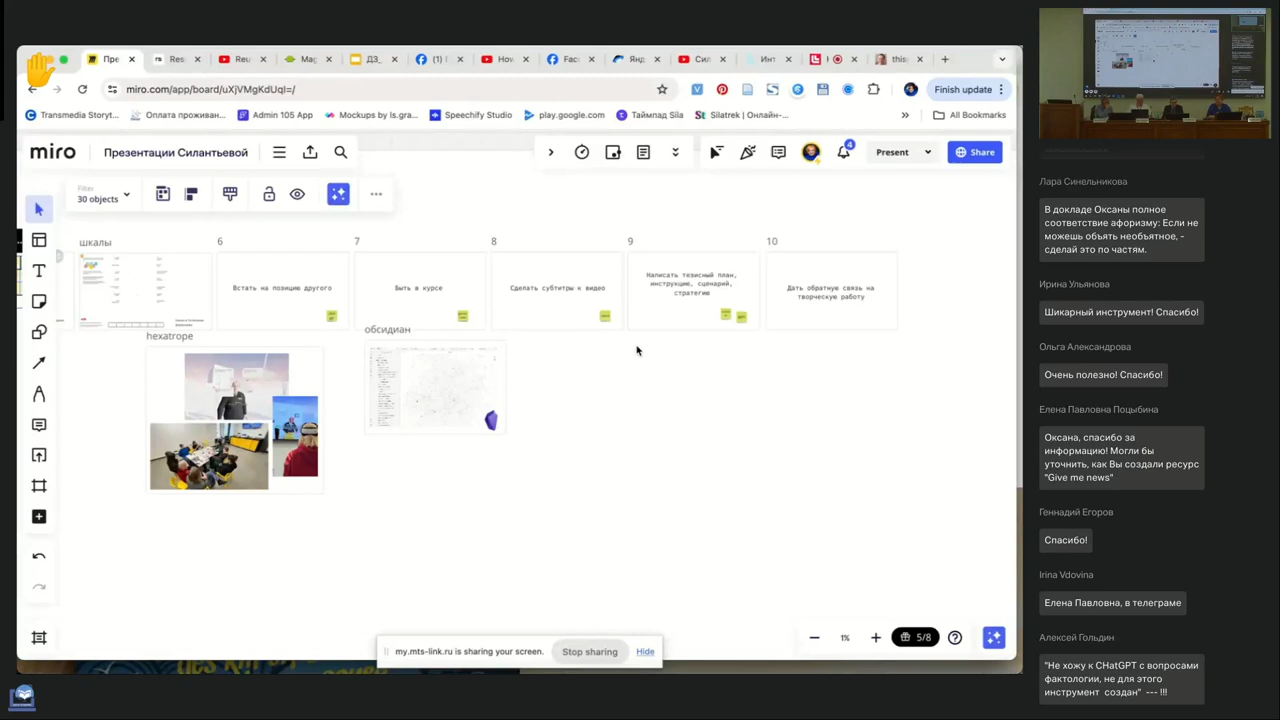 Пре
Res
Reu
Mag
ДЗ_
(1)
Hov
Fac
Янд
Сил
Инт
this
miro.com/app/board/uXjVMgKdUqI=/
Finish update
Transmedia Storyt...
Оплата проживан...
Admin 105 App
Mockups by ls.gra...
Speechify Studio
play.google.com
Таймпад Sila
Silatrek | Онлайн-...
All Bookmarks
miro
Презентации Силантьевой
4
Present
Share
Filter
30 objects
шкалы
6
7
8
9
10
Встать на позицию другого
Быть в курсе
Сделать субтитры к видео
Написать тезисный план,
инструкцию, сценарий,
стратегию
Дать обратную связь на
творческую работу
hexatrope
обсидиан
1%
5/8
my.mts-link.ru is sharing your screen.
Stop sharing
Hide
Лара Синельникова
В докладе Оксаны полное
соответствие афоризму: Если не
можешь объять необъятное, -
сделай это по частям.
Ирина Ульянова
Шикарный инструмент! Спасибо!
Ольга Александрова
Очень полезно! Спасибо!
Елена Павловна Поцыбина
Оксана, спасибо за
информацию! Могли бы
уточнить, как Вы создали ресурс
"Give me news"
Геннадий Егоров
Спасибо!
Irina Vdovina
Елена Павловна, в телеграме
Алексей Гольдин
"Не хожу к CHatGPT с вопросами
фактологии, не для этого
инструмент создан" --- !!!